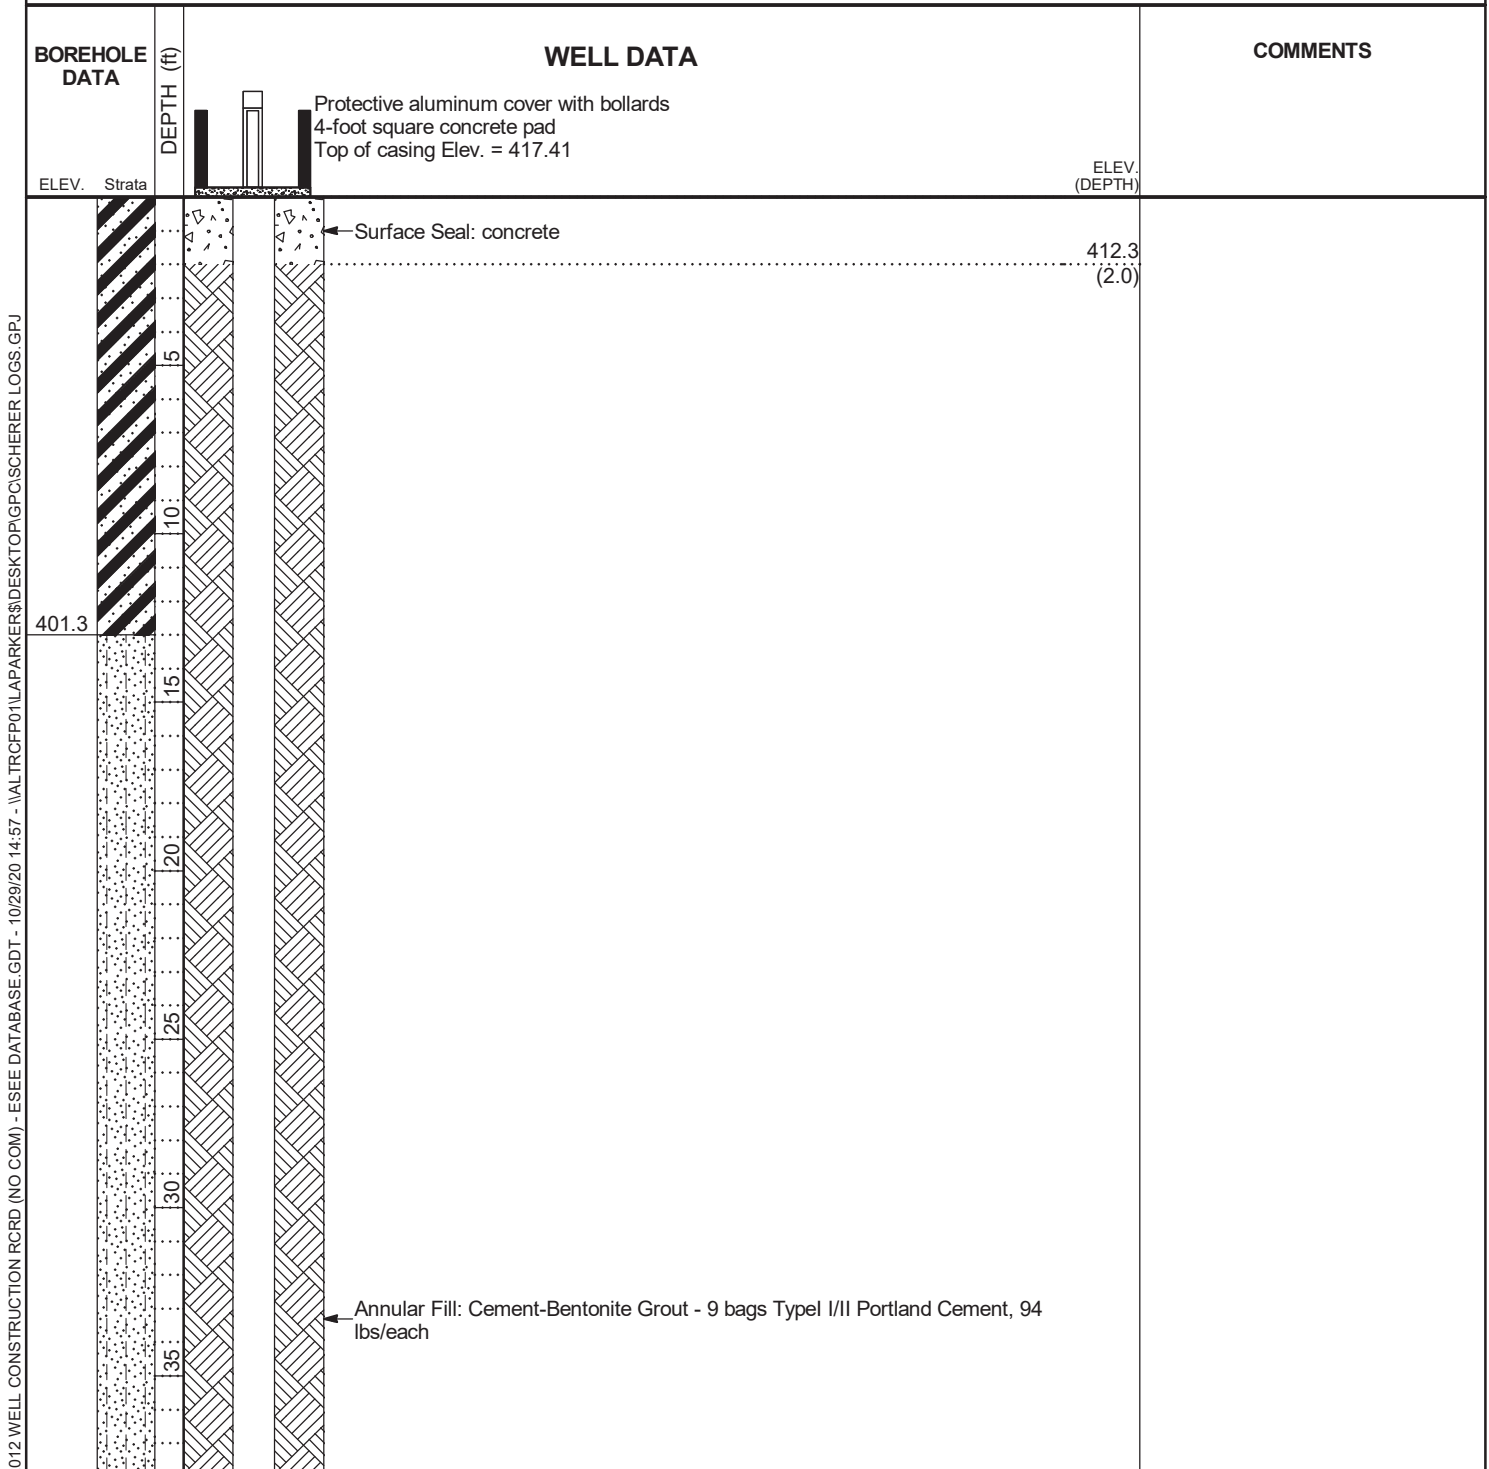 BOREHOLE
DATA
DEPTH (ft)
WELL DATA
COMMENTS
Protective aluminum cover with bollards
4-foot square concrete pad
Top of casing Elev. = 417.41
ELEV.
(DEPTH)
ELEV. Strata
Surface Seal: concrete
412.3
(2.0)
5
10
401.3
15
20
25
30
Annular Fill: Cement-Bentonite Grout - 9 bags TypeI I/II Portland Cement, 94
lbs/each
35
012 WELL CONSTRUCTION RCRD (NO COM) - ESEE DATABASE.GDT - 10/29/20 14:57 - \\ALTRCFP01\LAPARKER$\DESKTOP\GPC\SCHERER LOGS.GPJ